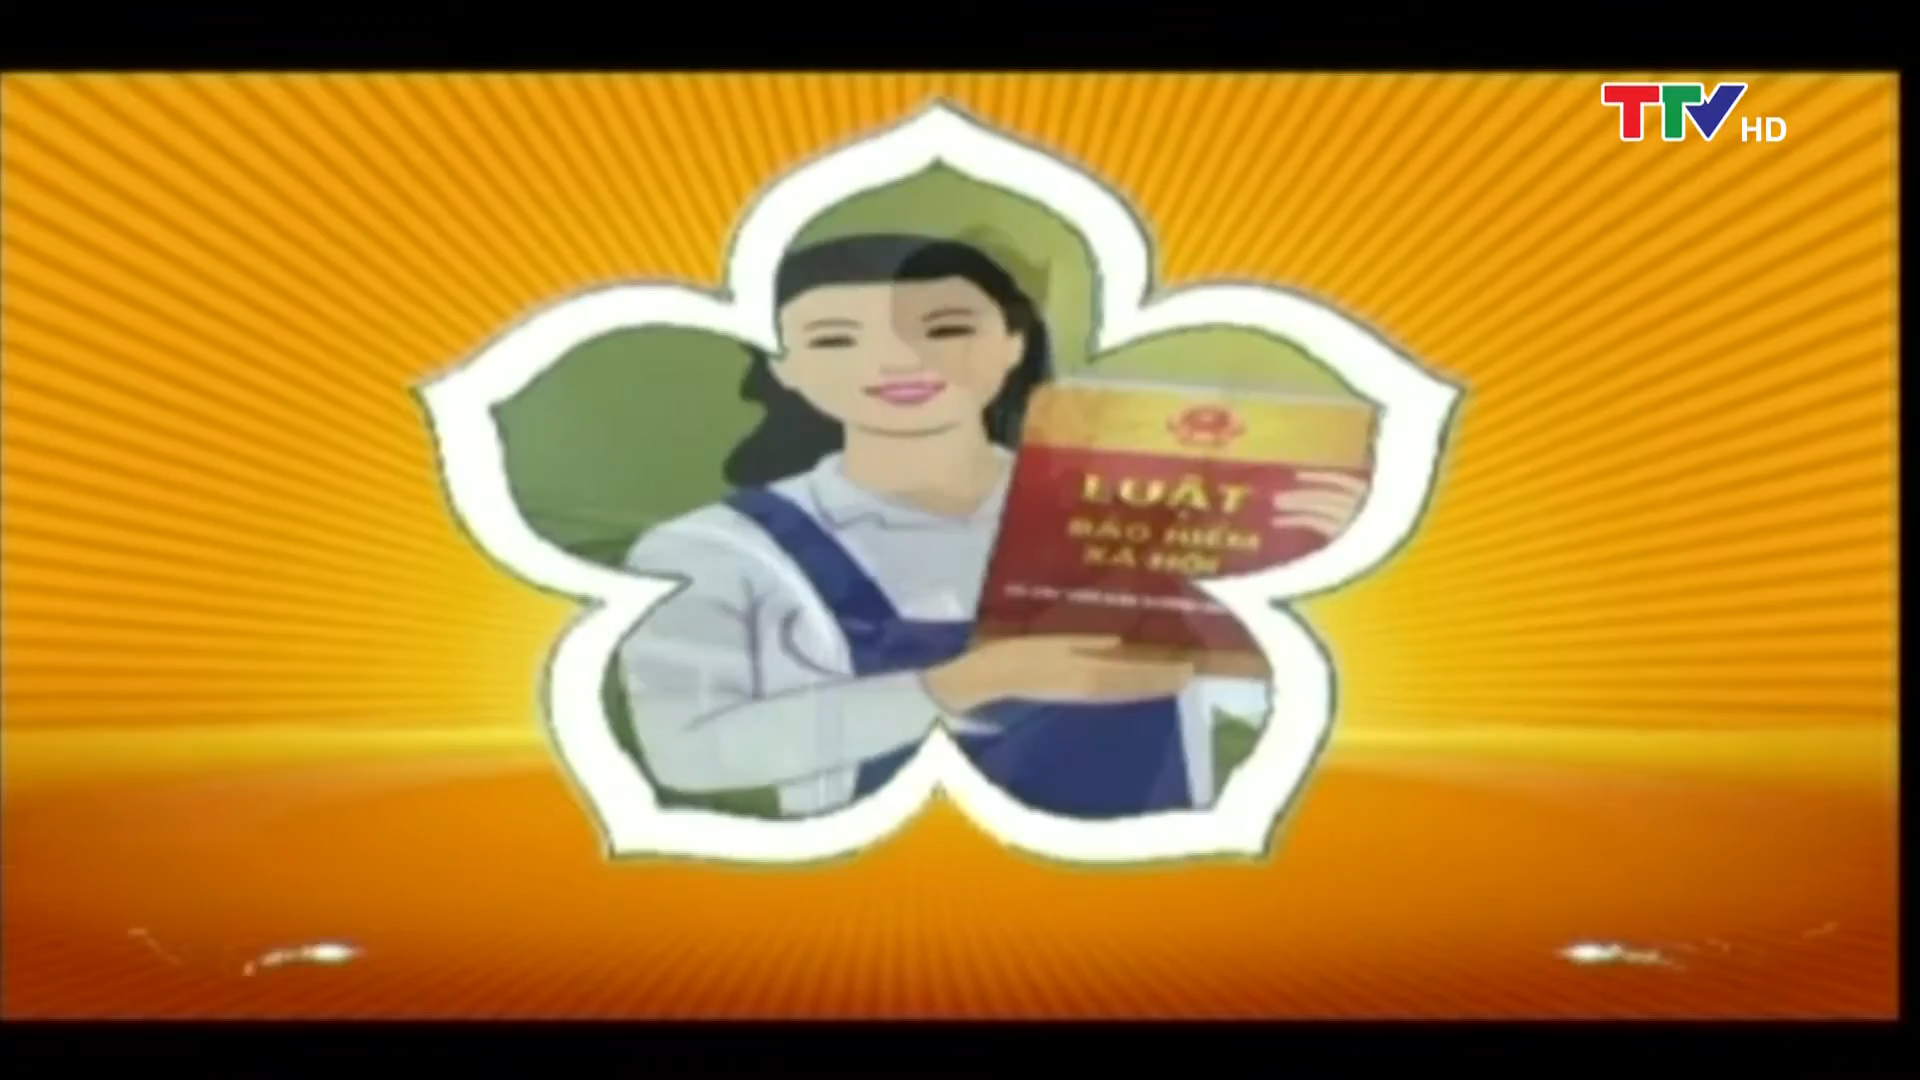 TTV HD
LUẬT
BẢO HIỂM
XÃ HỘI